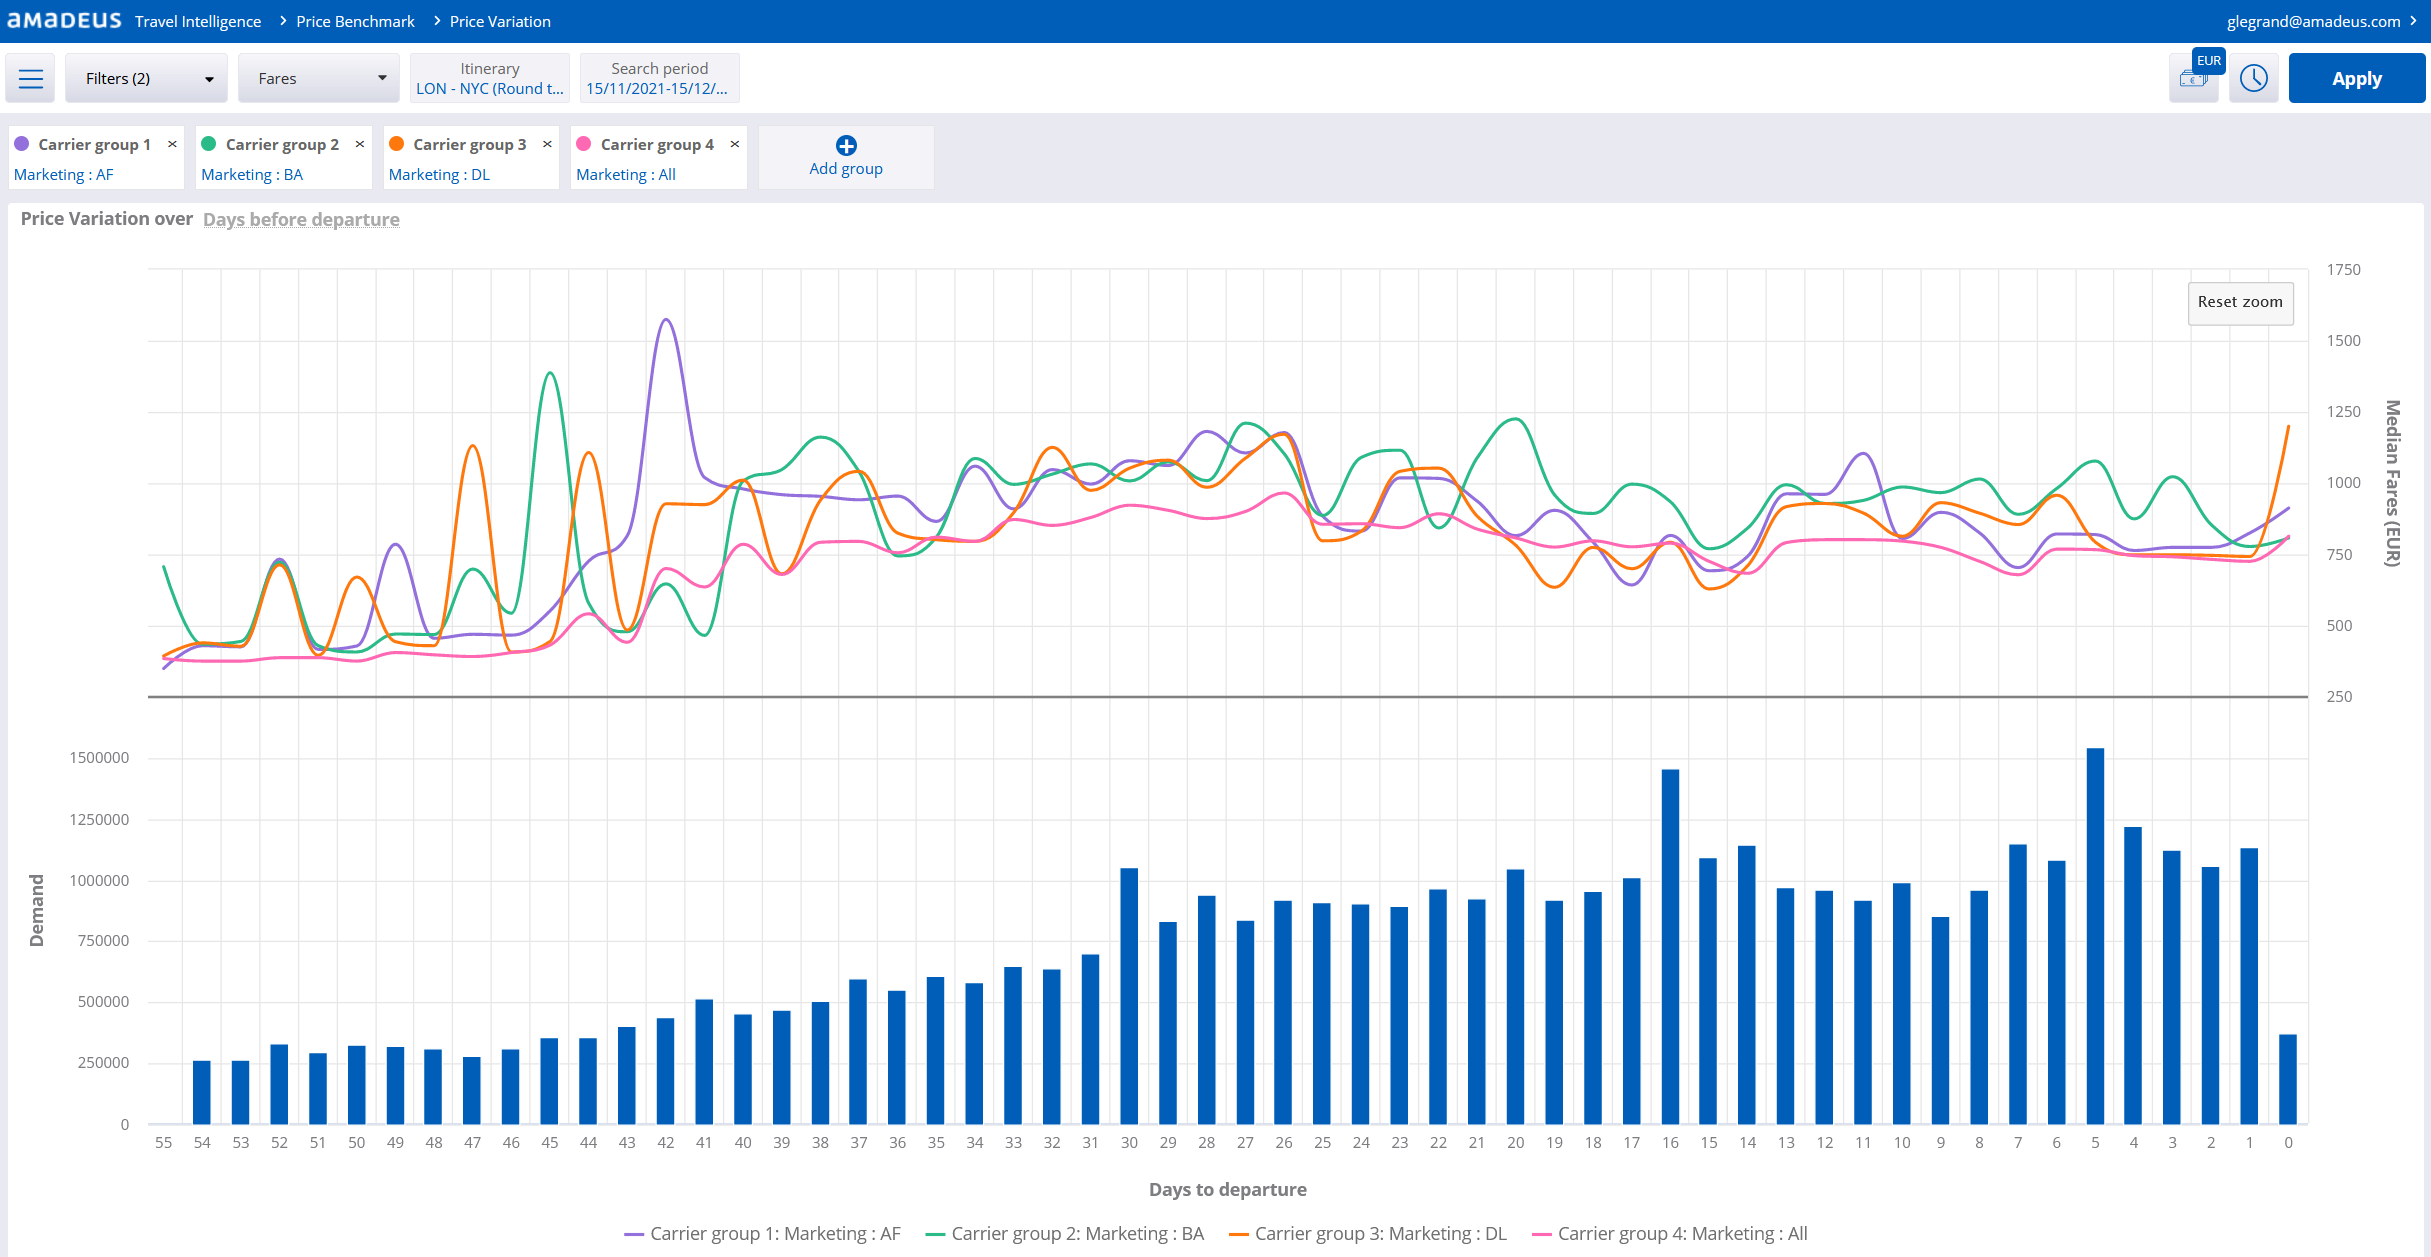 aMaDEUS Travel Intelligence > Price Benchmark > Price Variation glegrand@amadeus.com >
Filters (2) Fares Itinerary Search period EUR Apply
LON - NYC (Round t... 15/11/2021-15/12/...
Carrier group 1 × Carrier group 2 × Carrier group 3 × Carrier group 4 ×
Marketing : AF Marketing : BA Marketing : DL Marketing : All Add group
Price Variation over Days before departure
1750
Reset zoom
1500
1250
1000
750
500
250
Median Fares (EUR)
1500000
1250000
1000000
750000
500000
250000
0
Demand
55 54 53 52 51 50 49 48 47 46 45 44 43 42 41 40 39 38 37 36 35 34 33 32 31 30 29 28 27 26 25 24 23 22 21 20 19 18 17 16 15 14 13 12 11 10 9 8 7 6 5 4 3 2 1 0
Days to departure
Carrier group 1: Marketing : AF Carrier group 2: Marketing : BA Carrier group 3: Marketing : DL Carrier group 4: Marketing : All